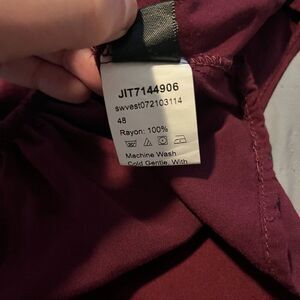 JIT7144906
swvest072103114
48
Rayon: 100%
Machine Wash
Cold Gentle, With